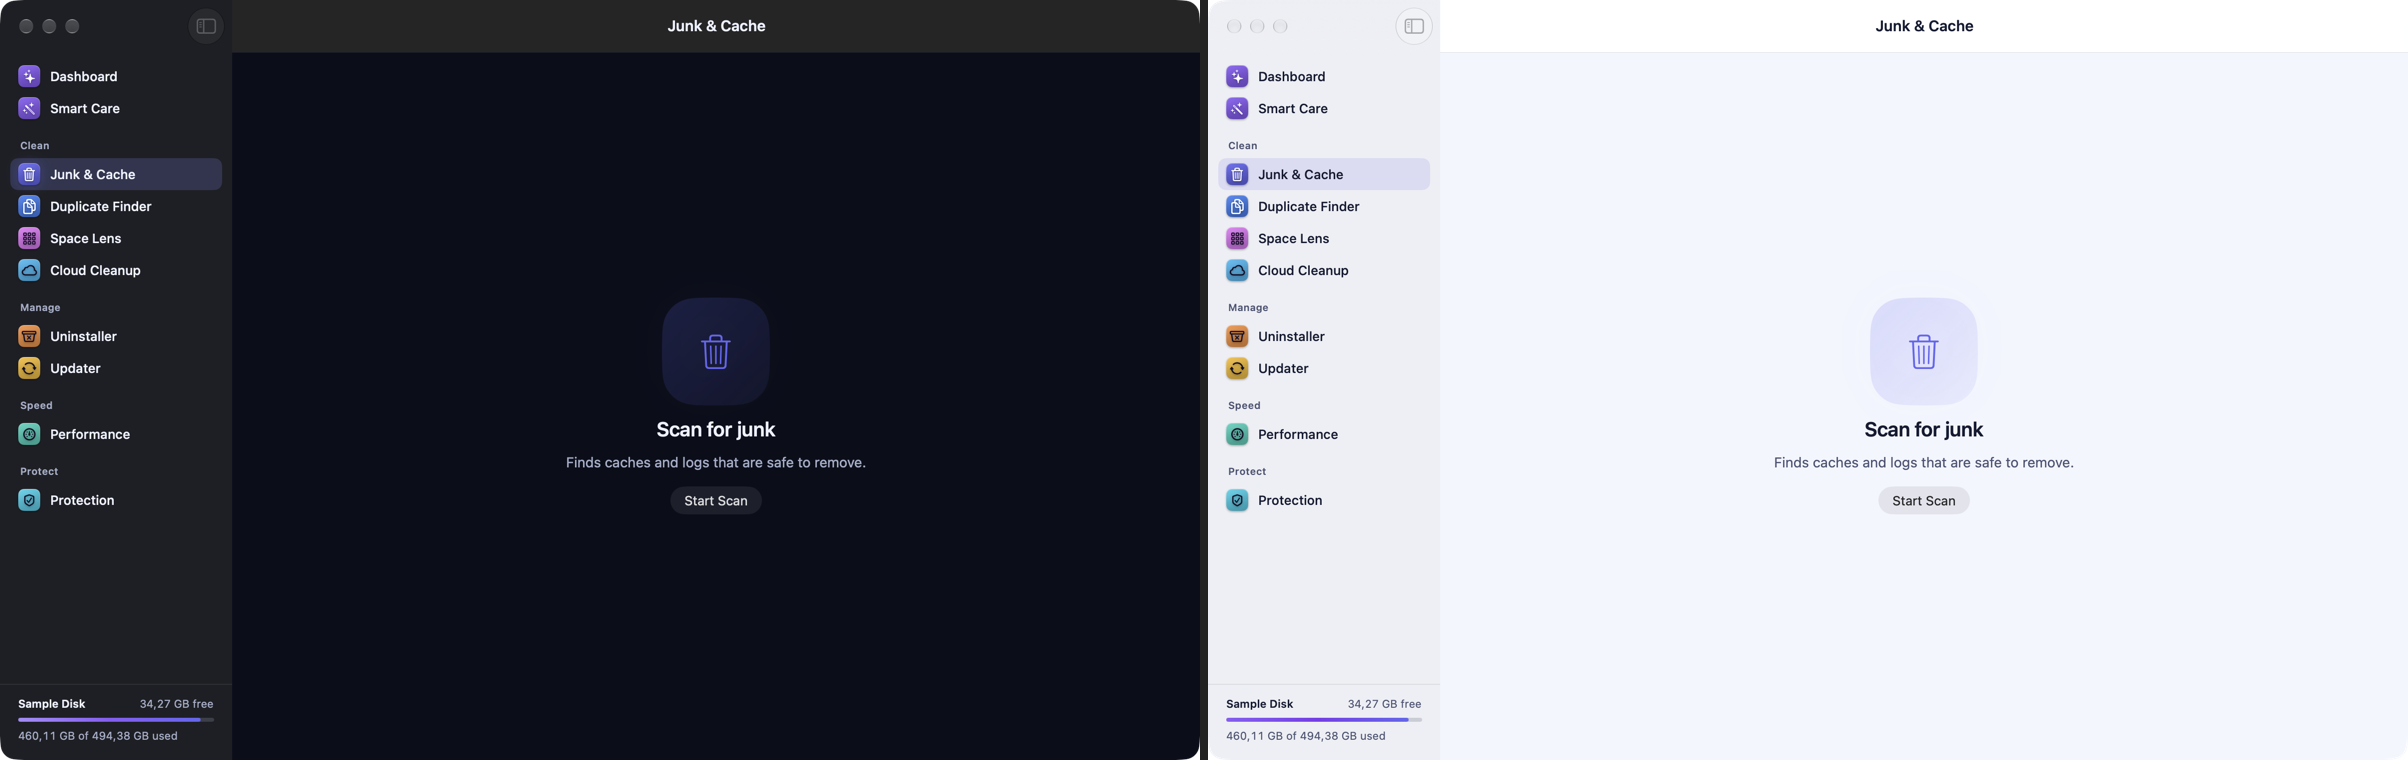 Junk & Cache
Dashboard
Smart Care
Clean
Junk & Cache
Duplicate Finder
Space Lens
Cloud Cleanup
Manage
Uninstaller
Updater
Speed
Performance
Protect
Protection
Scan for junk
Finds caches and logs that are safe to remove.
Start Scan
Sample Disk 34,27 GB free
460,11 GB of 494,38 GB used
Junk & Cache
Dashboard
Smart Care
Clean
Junk & Cache
Duplicate Finder
Space Lens
Cloud Cleanup
Manage
Uninstaller
Updater
Speed
Performance
Protect
Protection
Scan for junk
Finds caches and logs that are safe to remove.
Start Scan
Sample Disk 34,27 GB free
460,11 GB of 494,38 GB used